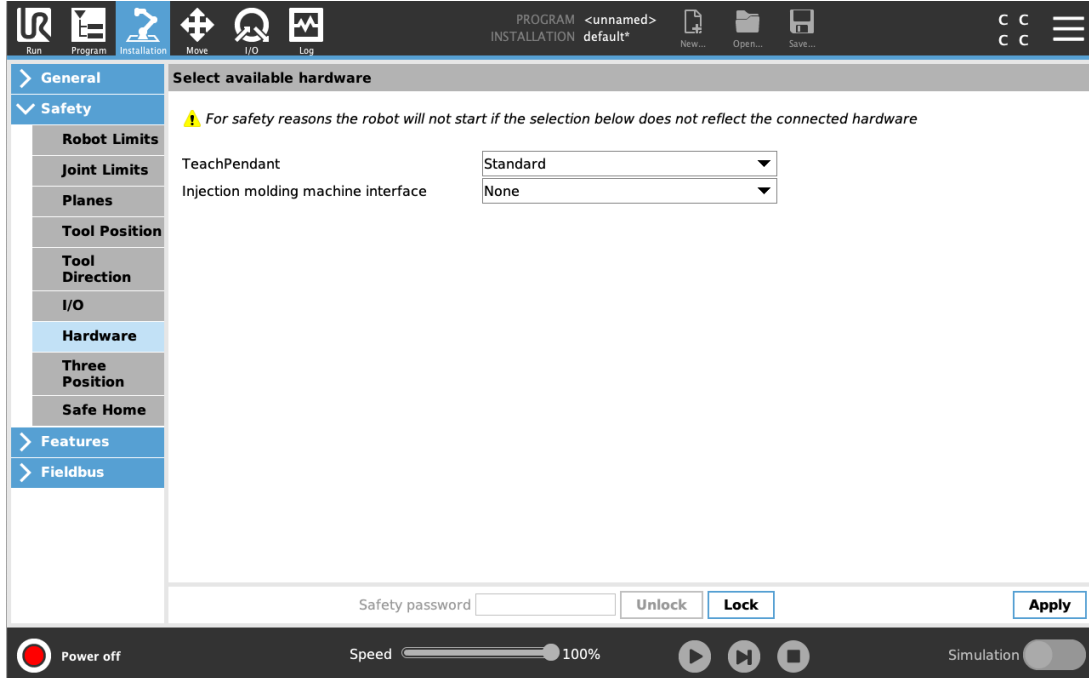 PROGRAM <unnamed>
INSTALLATION default*
Run Program Installation Move I/O Log New... Open... Save...
C C
C C
General
Safety
Robot Limits
Joint Limits
Planes
Tool Position
Tool
Direction
I/O
Hardware
Three
Position
Safe Home
Features
Fieldbus
Select available hardware
For safety reasons the robot will not start if the selection below does not reflect the connected hardware
TeachPendant Standard
Injection molding machine interface None
Safety password Unlock Lock Apply
Power off Speed 100% Simulation